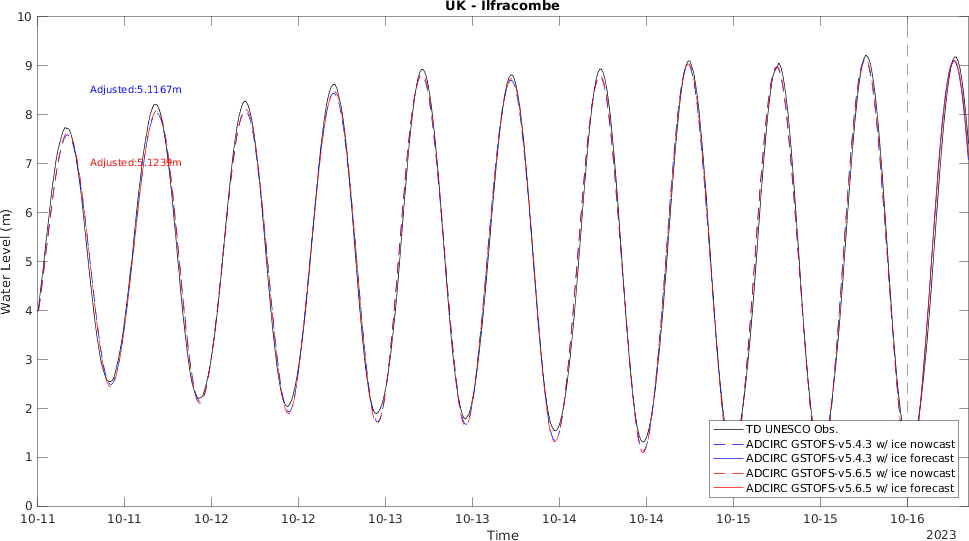 UK - Ilfracombe
10
9
8
7
6
5
4
3
2
1
0
Water Level (m)
Adjusted:5.1167m
Adjusted:5.1239m
TD UNESCO Obs.
ADCIRC GSTOFS-v5.4.3 w/ ice nowcast
ADCIRC GSTOFS-v5.4.3 w/ ice forecast
ADCIRC GSTOFS-v5.6.5 w/ ice nowcast
ADCIRC GSTOFS-v5.6.5 w/ ice forecast
10-11 10-11 10-12 10-12 10-13 10-13 10-14 10-14 10-15 10-15 10-16
Time
2023